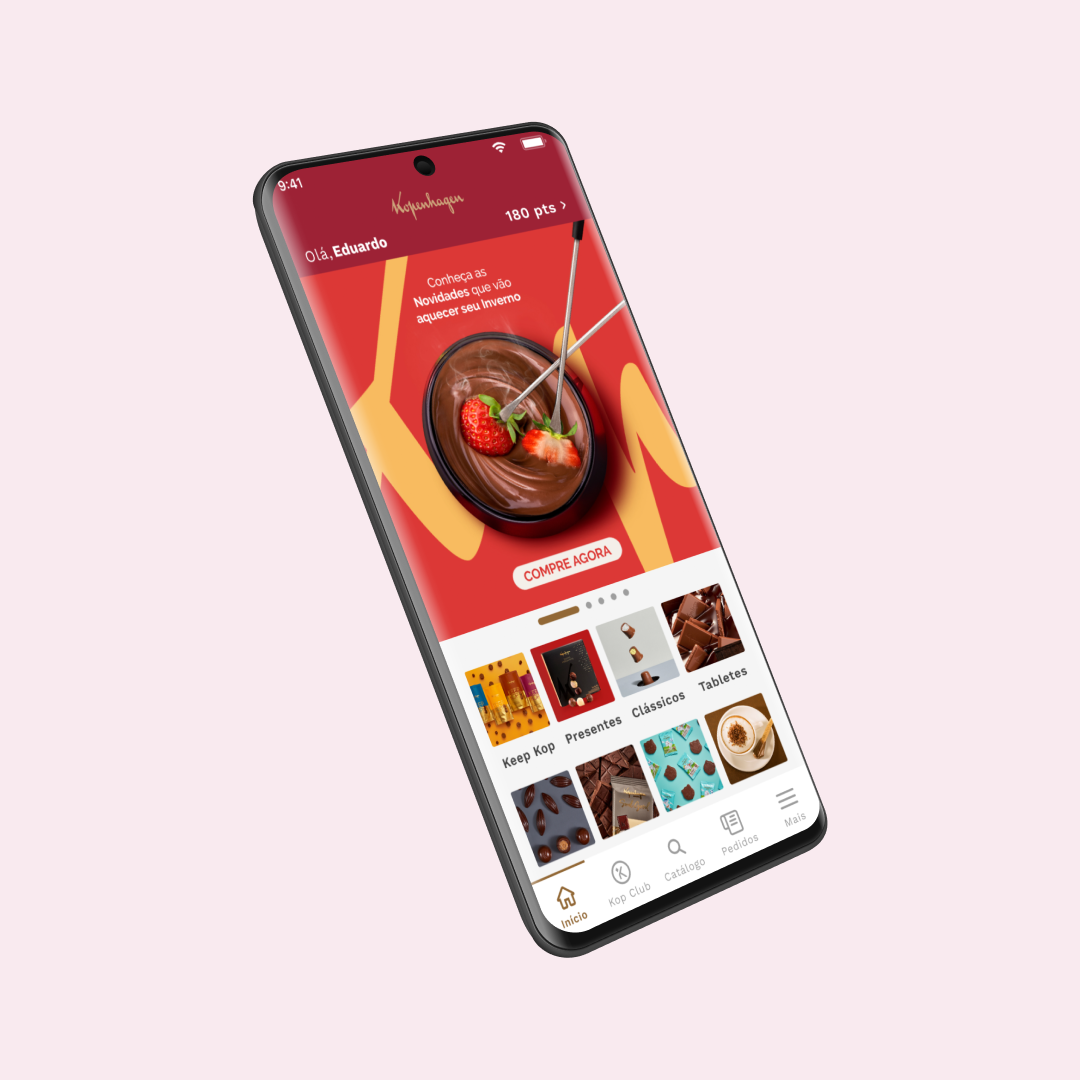 9:41
Kopenhagen
Olá, Eduardo
180 pts
Conheça as
Novidades que vão
aquecer seu Inverno
COMPRE AGORA
Keep Kop
Presentes
Clássicos
Tabletes
Início
Kop Club
Catálogo
Pedidos
Mais